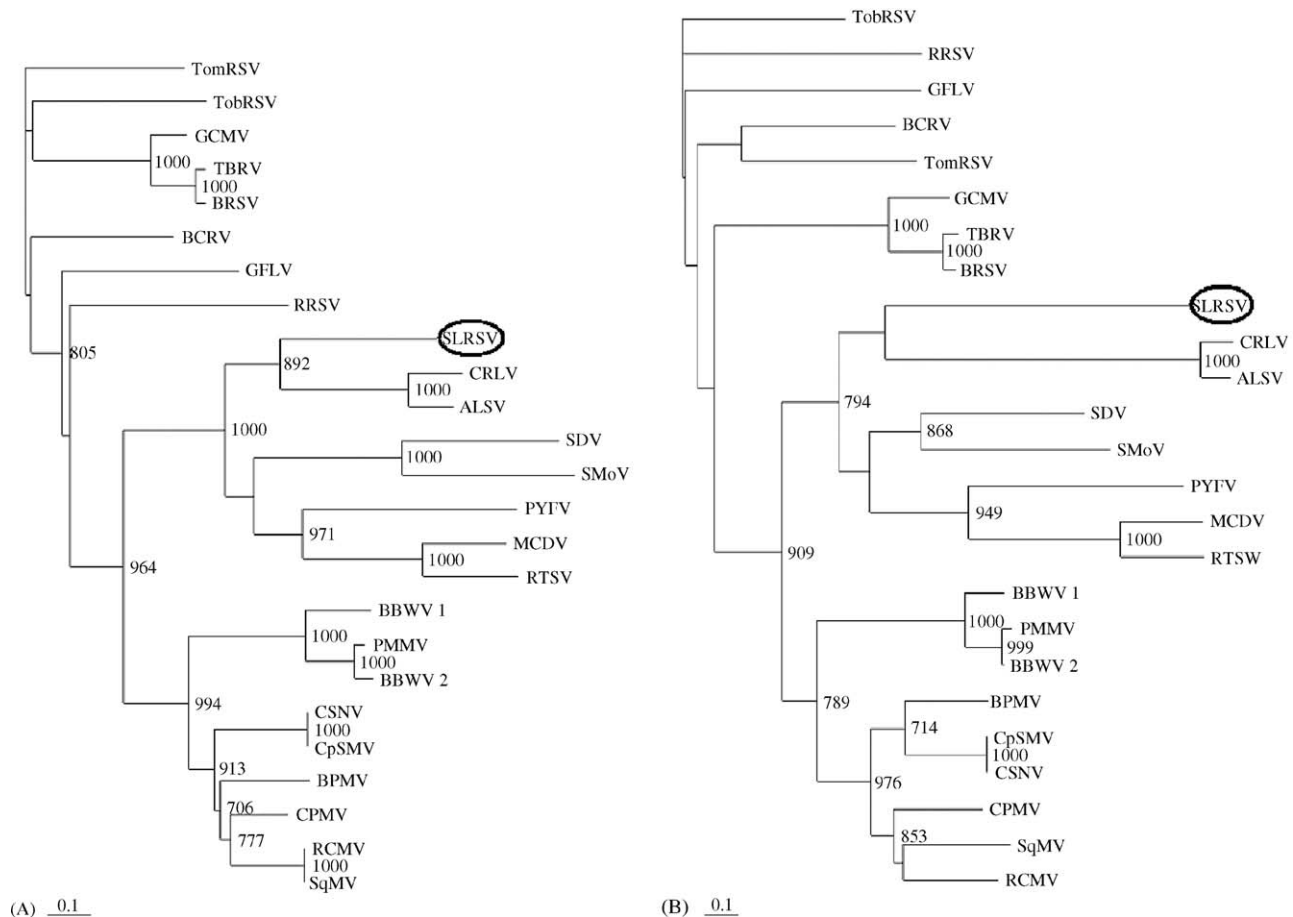 TomRSV
TobRSV
GCMV
1000
TBRV
1000
BRSV
BCRV
GFLV
RRSV
805
SLRSV
892
CRLV
1000
ALSV
1000
SDV
1000
SMoV
PYFV
971
MCDV
1000
RTSV
964
BBWV 1
1000
PMMV
1000
BBWV 2
994
CSNV
1000
CpSMV
913
BPMV
706
CPMV
777
RCMV
1000
SqMV
(A) 0.1
TobRSV
RRSV
GFLV
BCRV
TomRSV
GCMV
1000
TBRV
1000
BRSV
SLRSV
CRLV
1000
ALSV
794
SDV
868
SMoV
PYFV
949
MCDV
1000
RTSW
909
BBWV 1
1000
PMMV
999
BBWV 2
789
BPMV
714
CpSMV
1000
CSNV
976
CPMV
853
SqMV
RCMV
(B) 0.1